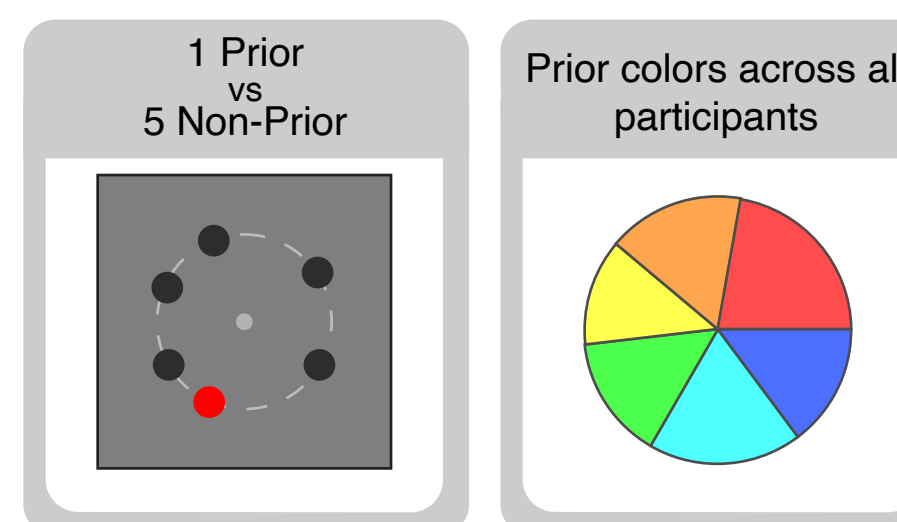 1 Prior
vs
5 Non-Prior
Prior colors across al
participants